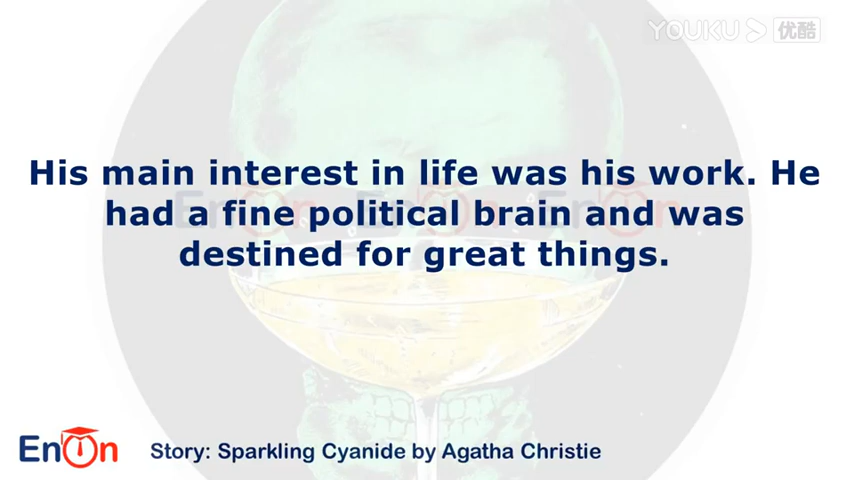 YOUKU 优酷
His main interest in life was his work. He
had a fine political brain and was
destined for great things.
EnOn
Story: Sparkling Cyanide by Agatha Christie